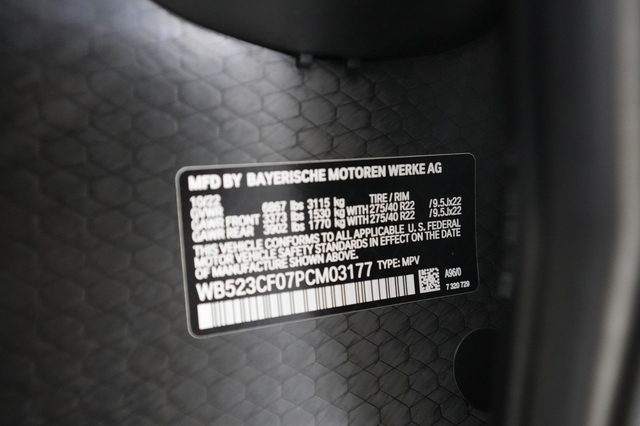 MFD BY BAYERISCHE MOTOREN WERKE AG
10/22 TIRE / RIM
GVWR 6867 lbs 3115 kg
GAWR FRONT 3373 lbs 1530 kg WITH 275/40 R22 / 9.5Jx22
GAWR REAR 3902 lbs 1770 kg WITH 275/40 R22 / 9.5Jx22
THIS VEHICLE CONFORMS TO ALL APPLICABLE U. S. FEDERAL
MOTOR VEHICLE SAFETY STANDARDS IN EFFECT ON THE DATE
OF MANUFACTURE SHOWN ABOVE.
WB523CF07PCM03177 TYPE: MPV
A96/0
7 320 729